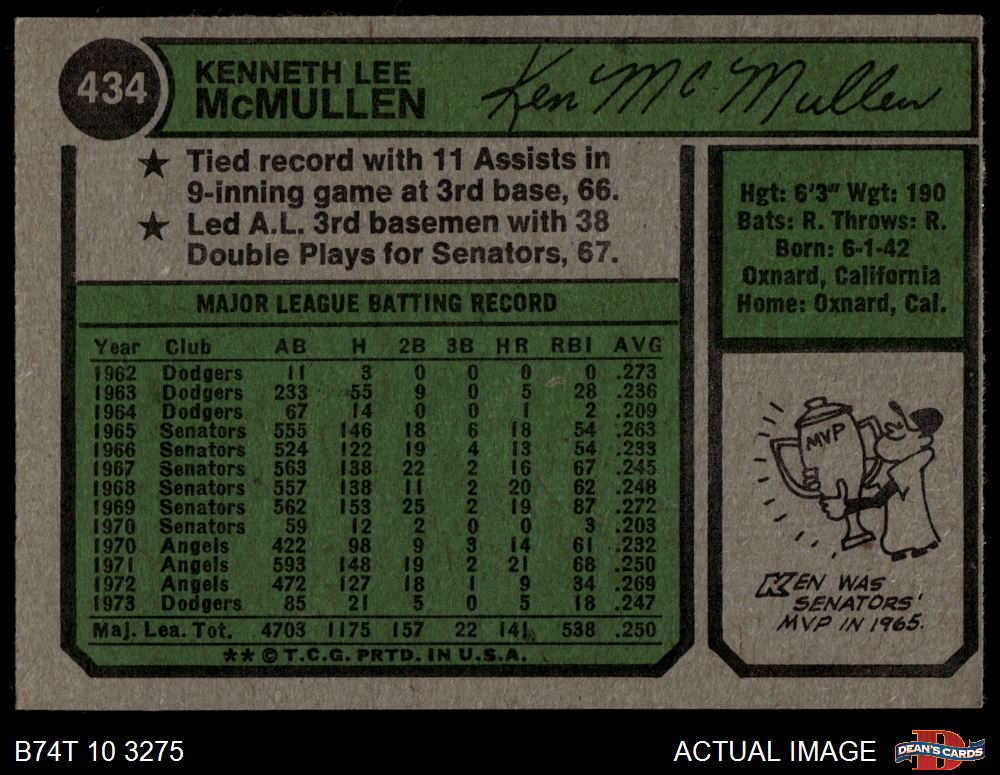 434
KENNETH LEE
McMULLEN
Ken McMullen
★ Tied record with 11 Assists in
9-inning game at 3rd base, 66.
★ Led A.L. 3rd basemen with 38
Double Plays for Senators, 67.
Hgt: 6'3" Wgt: 190
Bats: R. Throws: R.
Born: 6-1-42
Oxnard, California
Home: Oxnard, Cal.
MAJOR LEAGUE BATTING RECORD
Year Club AB H 2B 3B HR RBI AVG
1962 Dodgers 11 3 0 0 0 0 .273
1963 Dodgers 233 55 9 0 5 28 .236
1964 Dodgers 67 14 0 0 1 2 .209
1965 Senators 555 146 18 6 18 54 .263
1966 Senators 524 122 19 4 13 54 .233
1967 Senators 563 138 22 2 16 67 .245
1968 Senators 557 138 11 2 20 62 .248
1969 Senators 562 153 25 2 19 87 .272
1970 Senators 59 12 2 0 0 3 .203
1970 Angels 422 98 9 3 14 61 .232
1971 Angels 593 148 19 2 21 68 .250
1972 Angels 472 127 18 1 9 34 .269
1973 Dodgers 85 21 5 0 5 18 .247
Maj. Lea. Tot. 4703 1175 157 22 141 538 .250
** © T.C.G. PRTD. IN U.S.A.
MVP
KEN WAS
SENATORS'
MVP IN 1965.
B74T 10 3275
ACTUAL IMAGE
DEAN'S CARDS